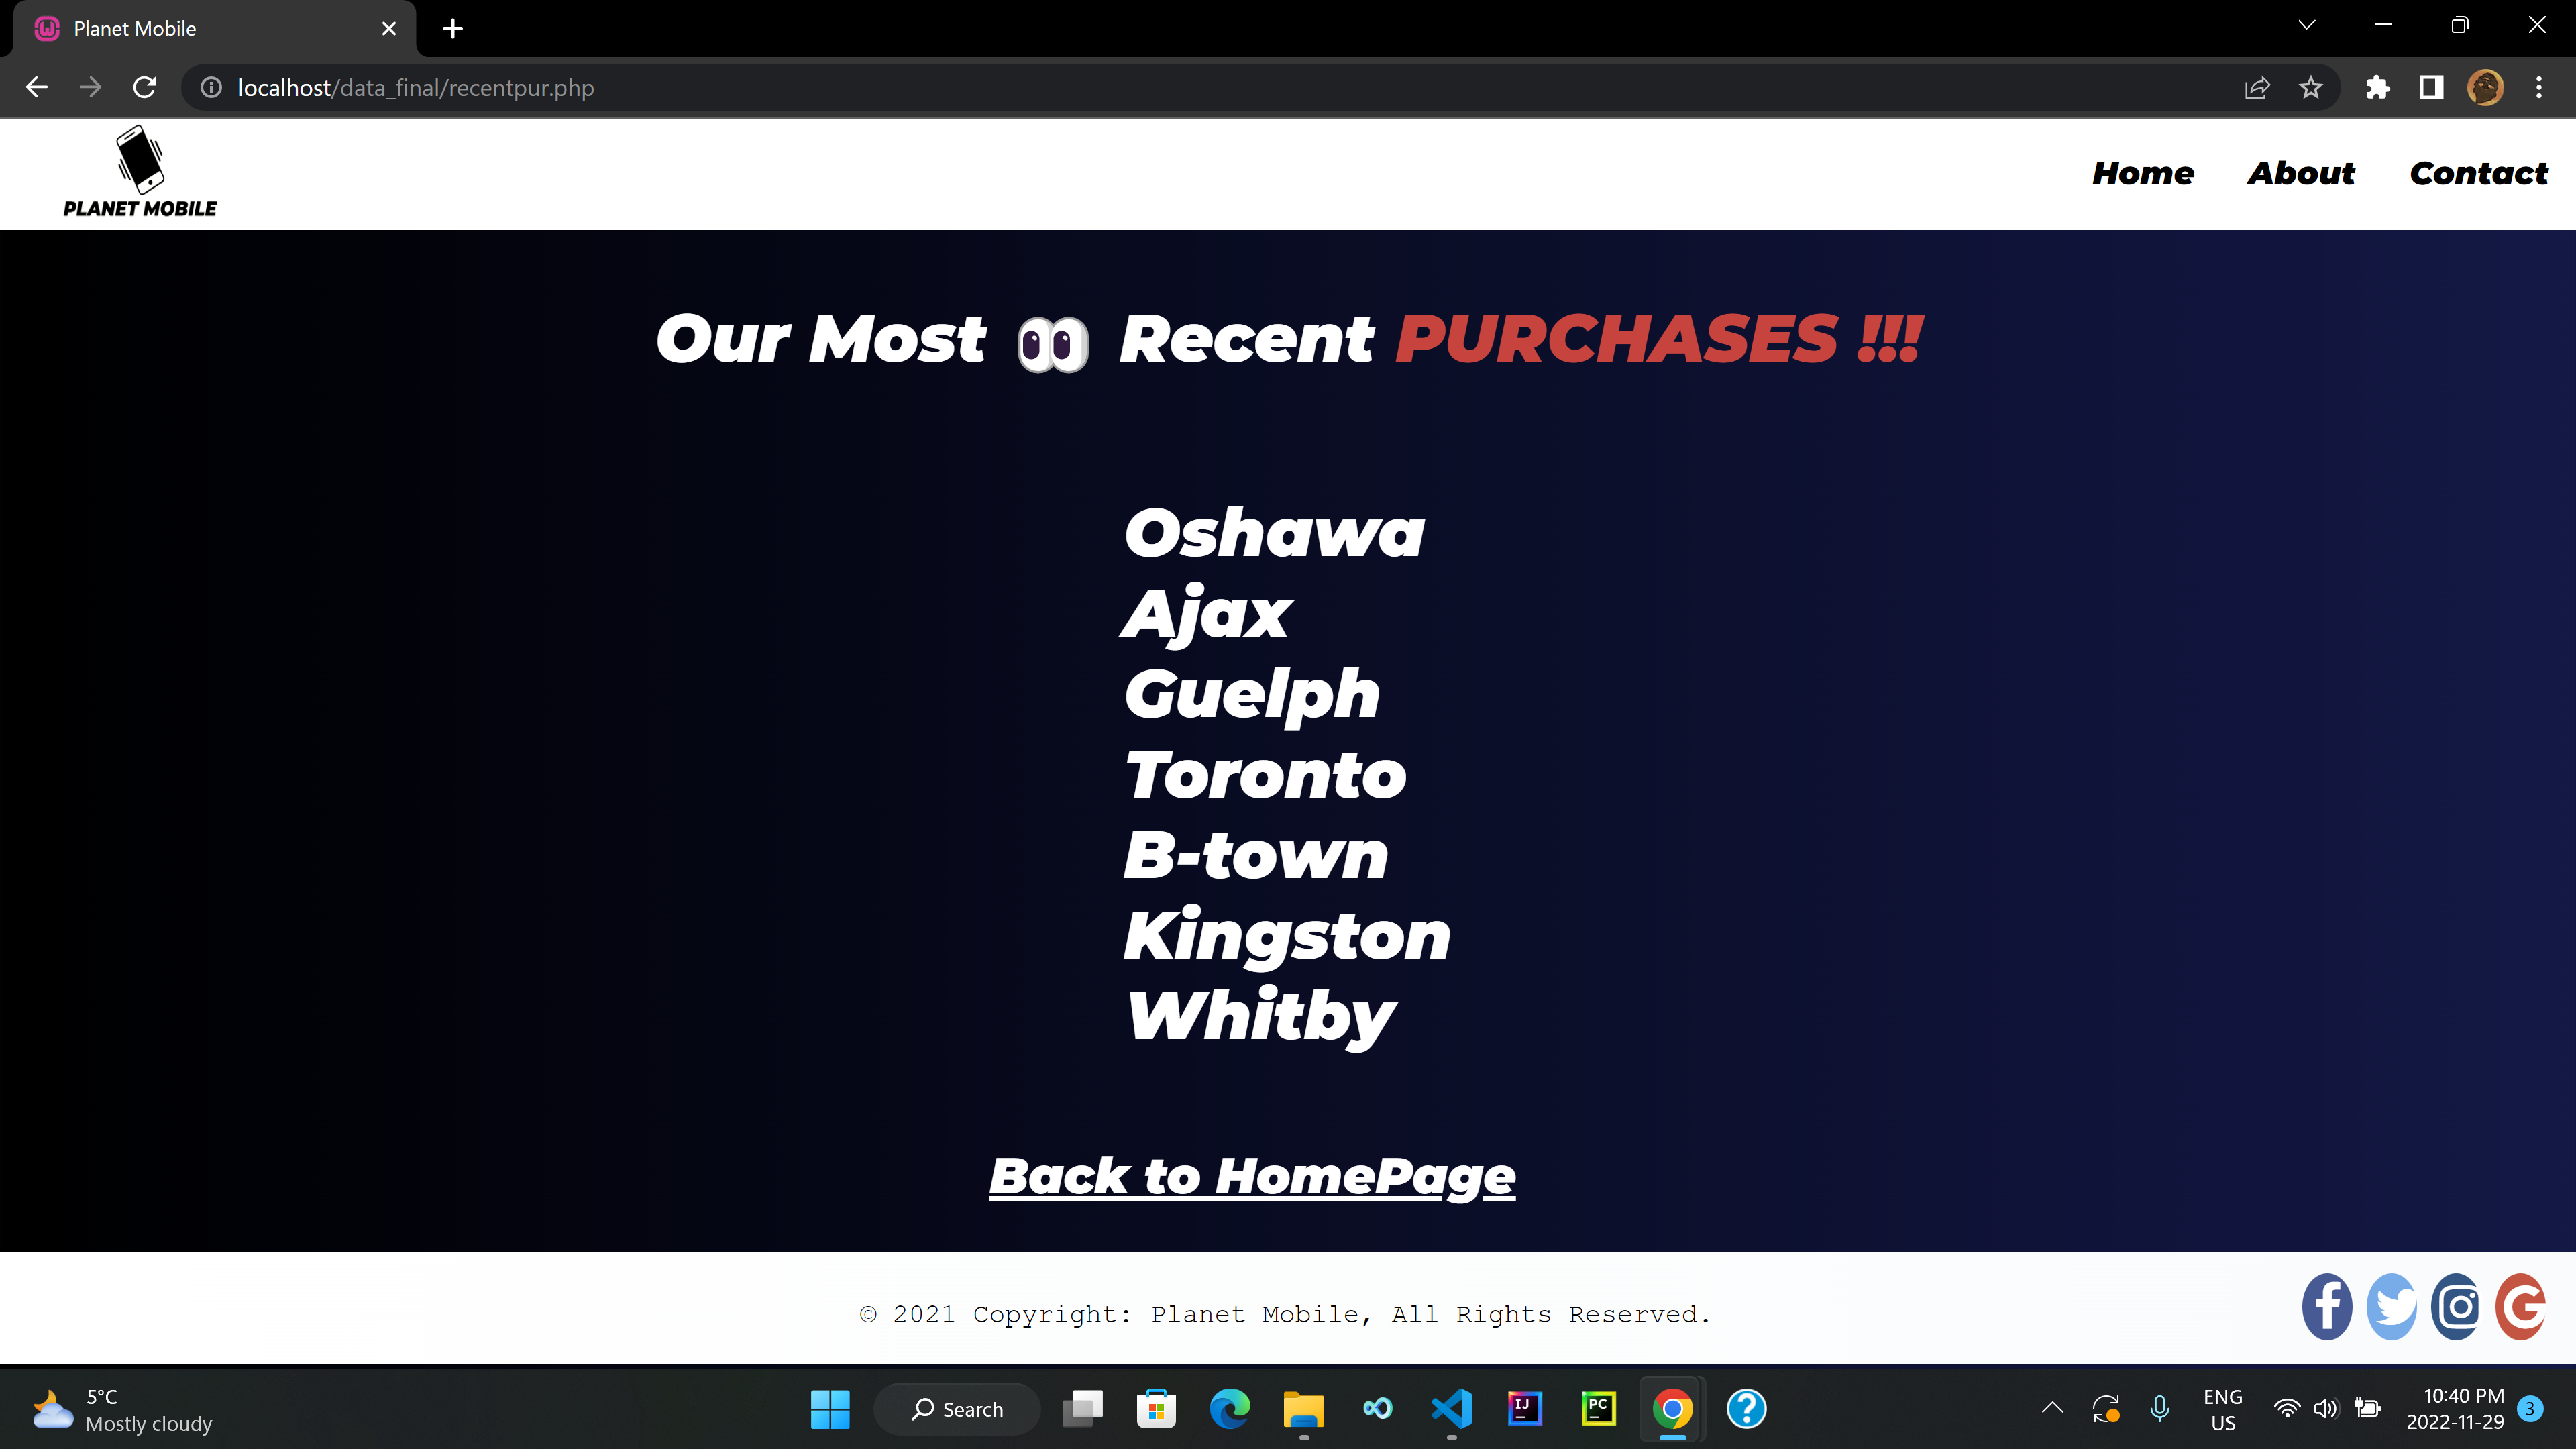 Planet Mobile
localhost/data_final/recentpur.php
PLANET MOBILE
Home About Contact
Our Most 👀 Recent PURCHASES !!!
Oshawa
Ajax
Guelph
Toronto
B-town
Kingston
Whitby
Back to HomePage
© 2021 Copyright: Planet Mobile, All Rights Reserved.
5°C
Mostly cloudy
Search
IJ
PC
ENG
US
10:40 PM
2022-11-29
3